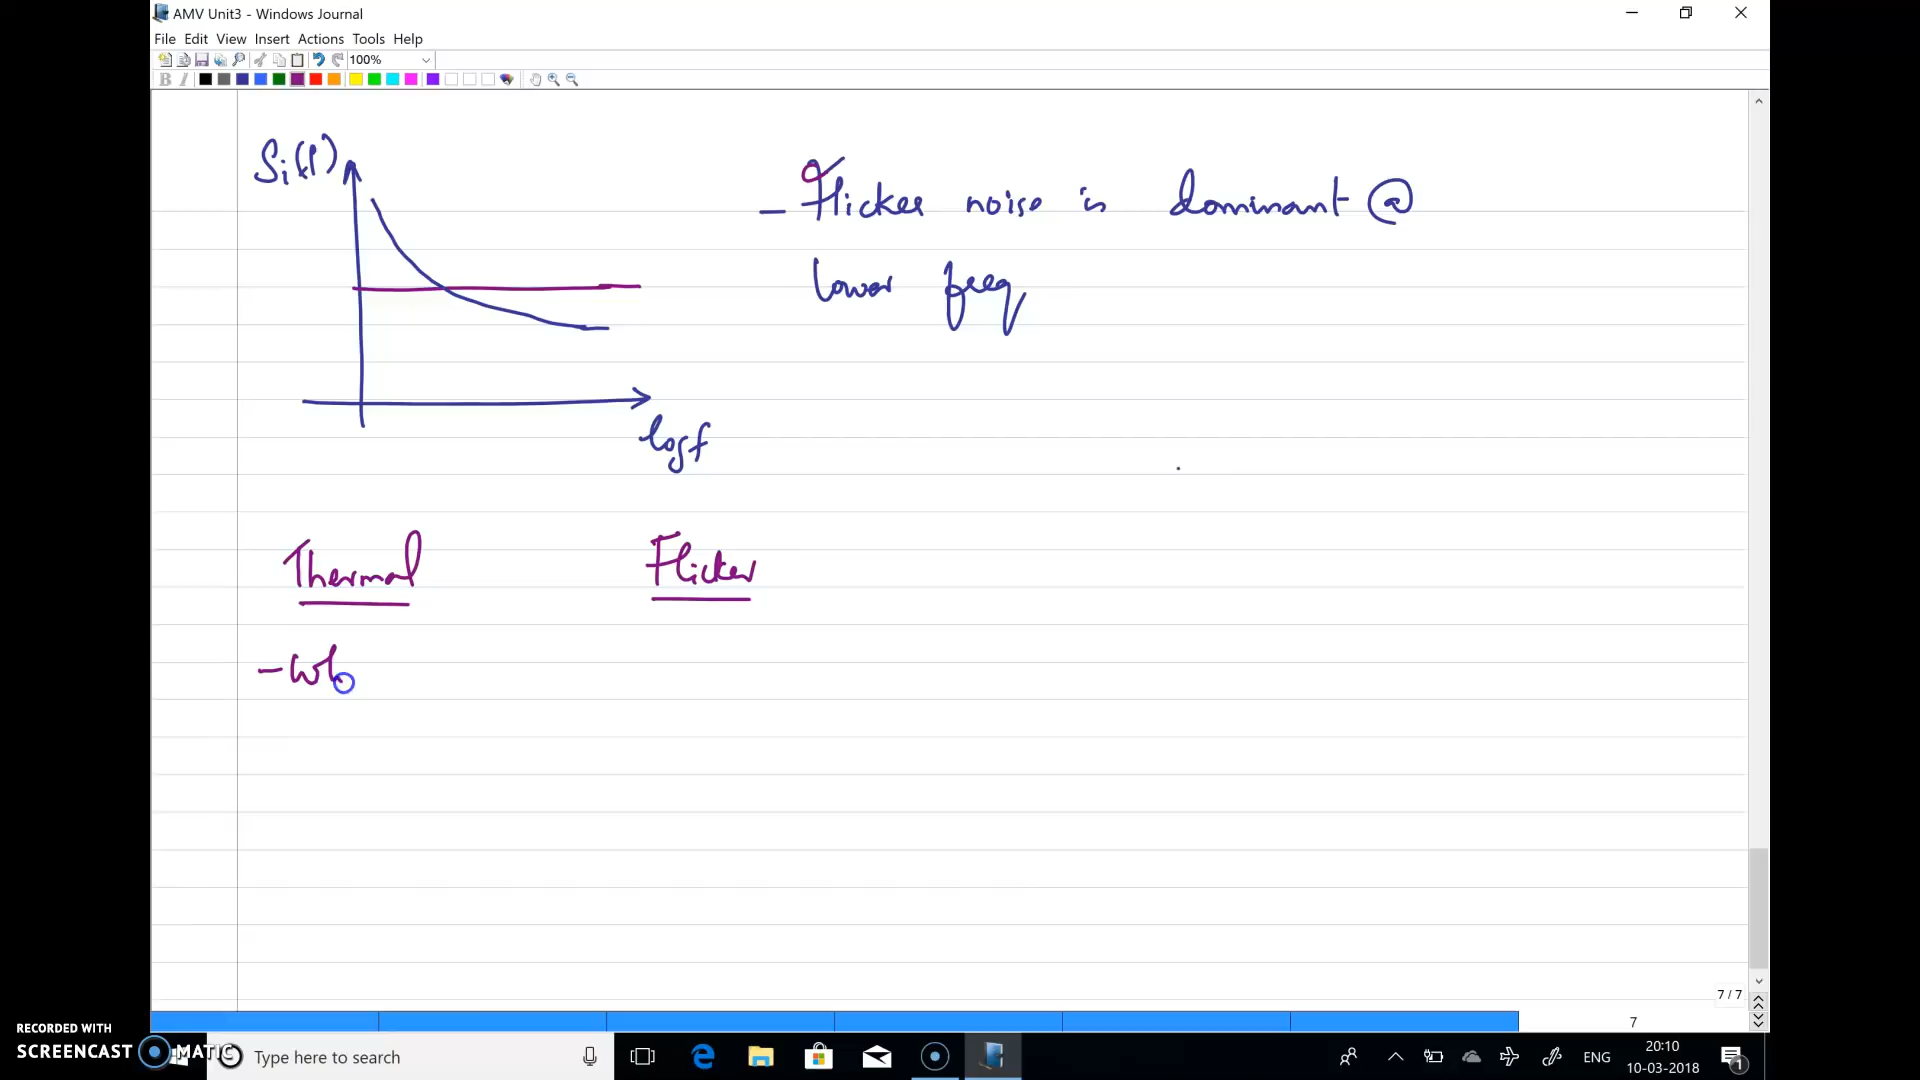 AMV Unit3 - Windows Journal
File Edit View Insert Actions Tools Help
100%
B I
Si(f)
- Flicker noise is dominant @
lower freq
logf
Thermal Flicker
- wh
7 / 7
7
RECORDED WITH
SCREENCAST MATIC
Type here to search
ENG
20:10
10-03-2018
1